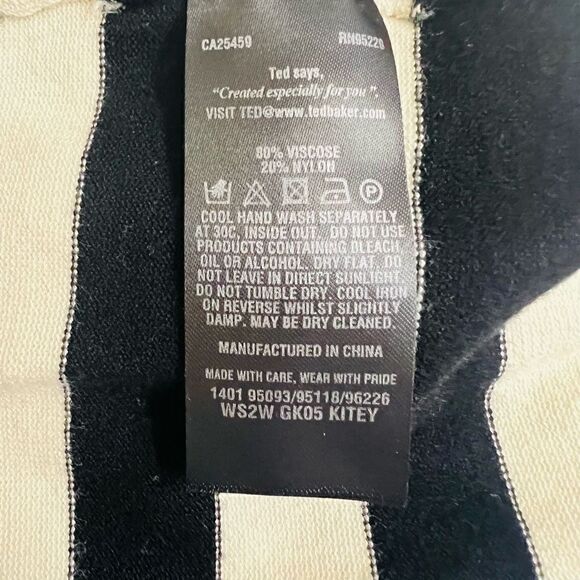 CA25459 RN95220
Ted says,
"Created especially for you".
VISIT TED@www.tedbaker.com
80% VISCOSE
20% NYLON
COOL HAND WASH SEPARATELY
AT 30C, INSIDE OUT. DO NOT USE
PRODUCTS CONTAINING BLEACH
OIL OR ALCOHOL. DRY FLAT, DO
NOT LEAVE IN DIRECT SUNLIGHT.
DO NOT TUMBLE DRY. COOL IRON
ON REVERSE WHILST SLIGHTLY
DAMP. MAY BE DRY CLEANED.
MANUFACTURED IN CHINA
MADE WITH CARE, WEAR WITH PRIDE
1401 95093/95118/96226
WS2W GK05 KITEY